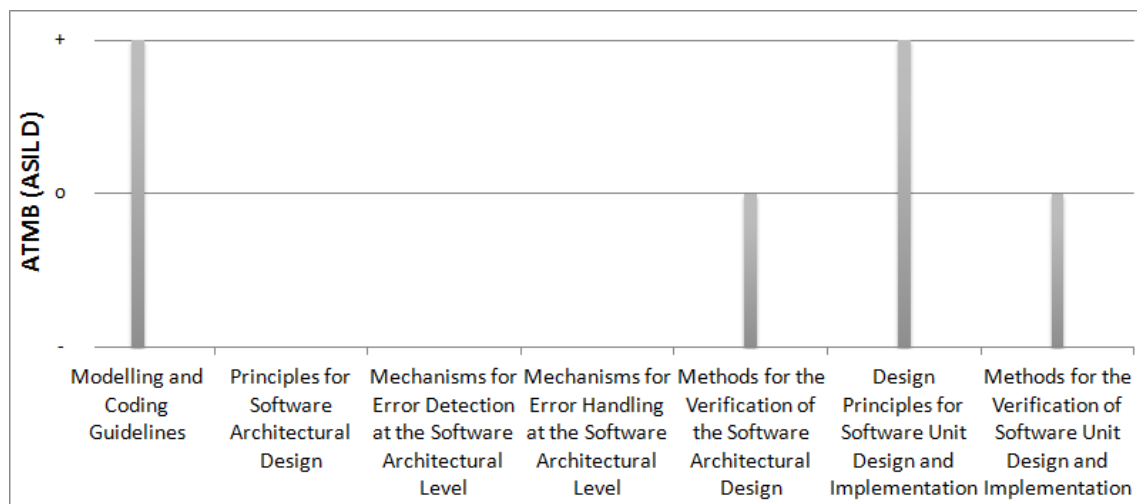 +
ATMB (ASIL D)
o
-
Modelling and
Coding
Guidelines
Principles for
Software
Architectural
Design
Mechanisms for
Error Detection
at the Software
Architectural
Level
Mechanisms for
Error Handling
at the Software
Architectural
Level
Methods for the
Verification of
the Software
Architectural
Design
Design
Principles for
Software Unit
Design and
Implementation
Methods for the
Verification of
Software Unit
Design and
Implementation